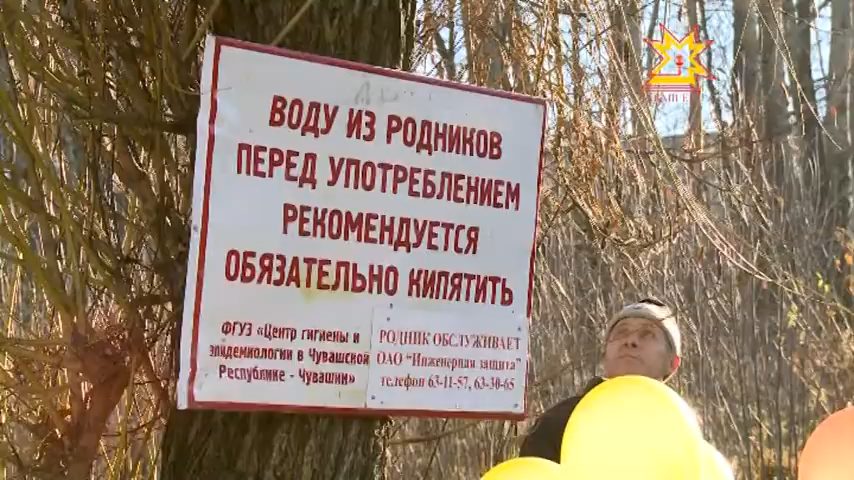 ВОДУ ИЗ РОДНИКОВ
ПЕРЕД УПОТРЕБЛЕНИЕМ
РЕКОМЕНДУЕТСЯ
ОБЯЗАТЕЛЬНО КИПЯТИТЬ
ФГУЗ «Центр гигиены и
эпидемиологии в Чувашской
Республике - Чувашии»
РОДНИК ОБСЛУЖИВАЕТ
ОАО "Инженерная защита"
телефон 63-11-57, 63-30-65